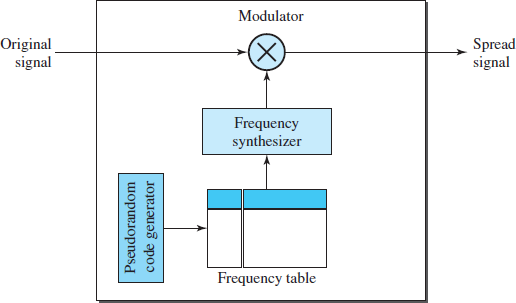 Modulator
Original
signal
Spread
signal
Frequency
synthesizer
Pseudorandom
code generator
Frequency table